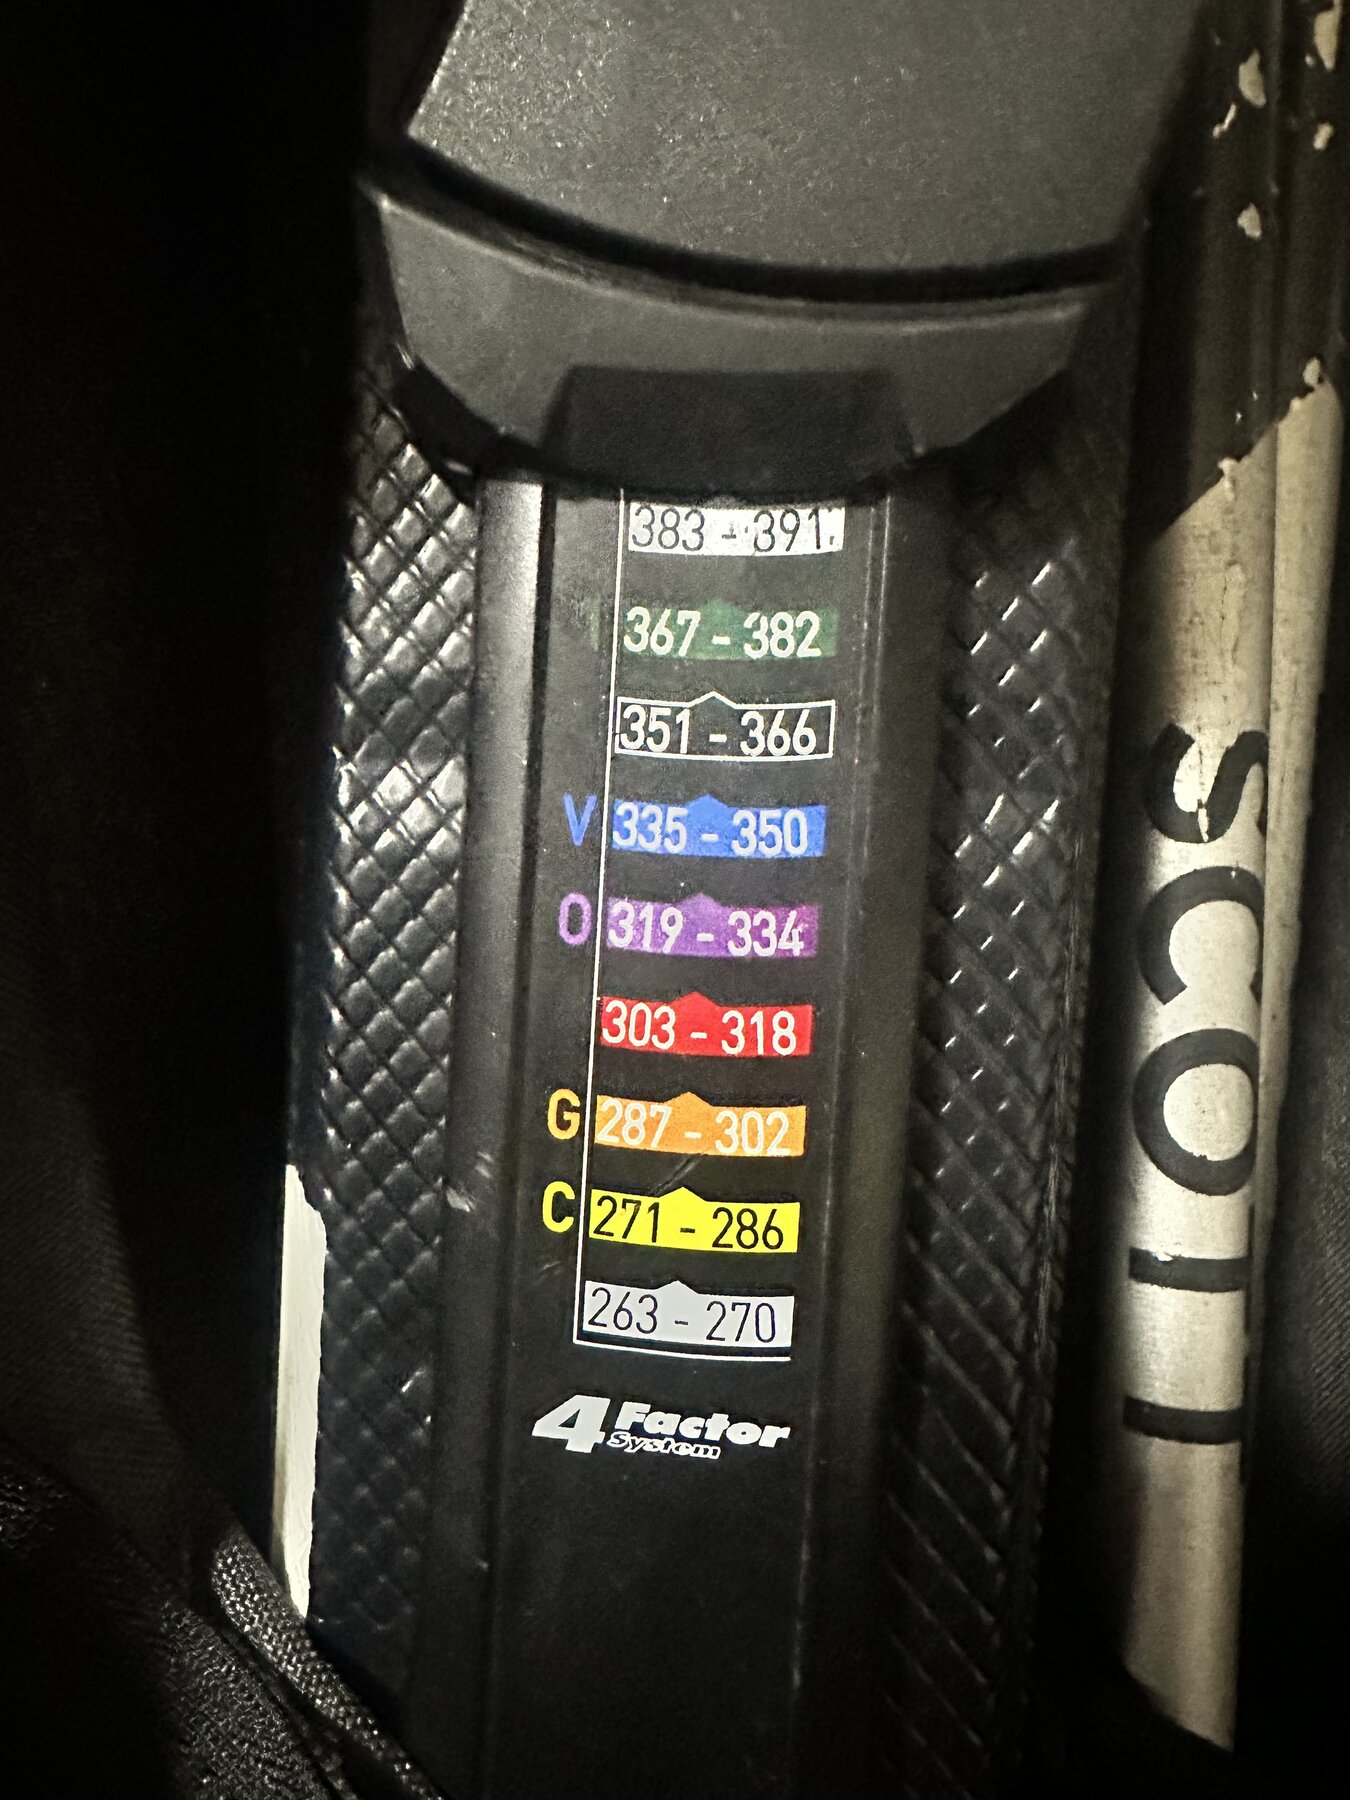 383 - 391
367 - 382
351 - 366
V 335 - 350
O 319 - 334
303 - 318
G 287 - 302
C 271 - 286
263 - 270
4 Factor
System
SCOTT